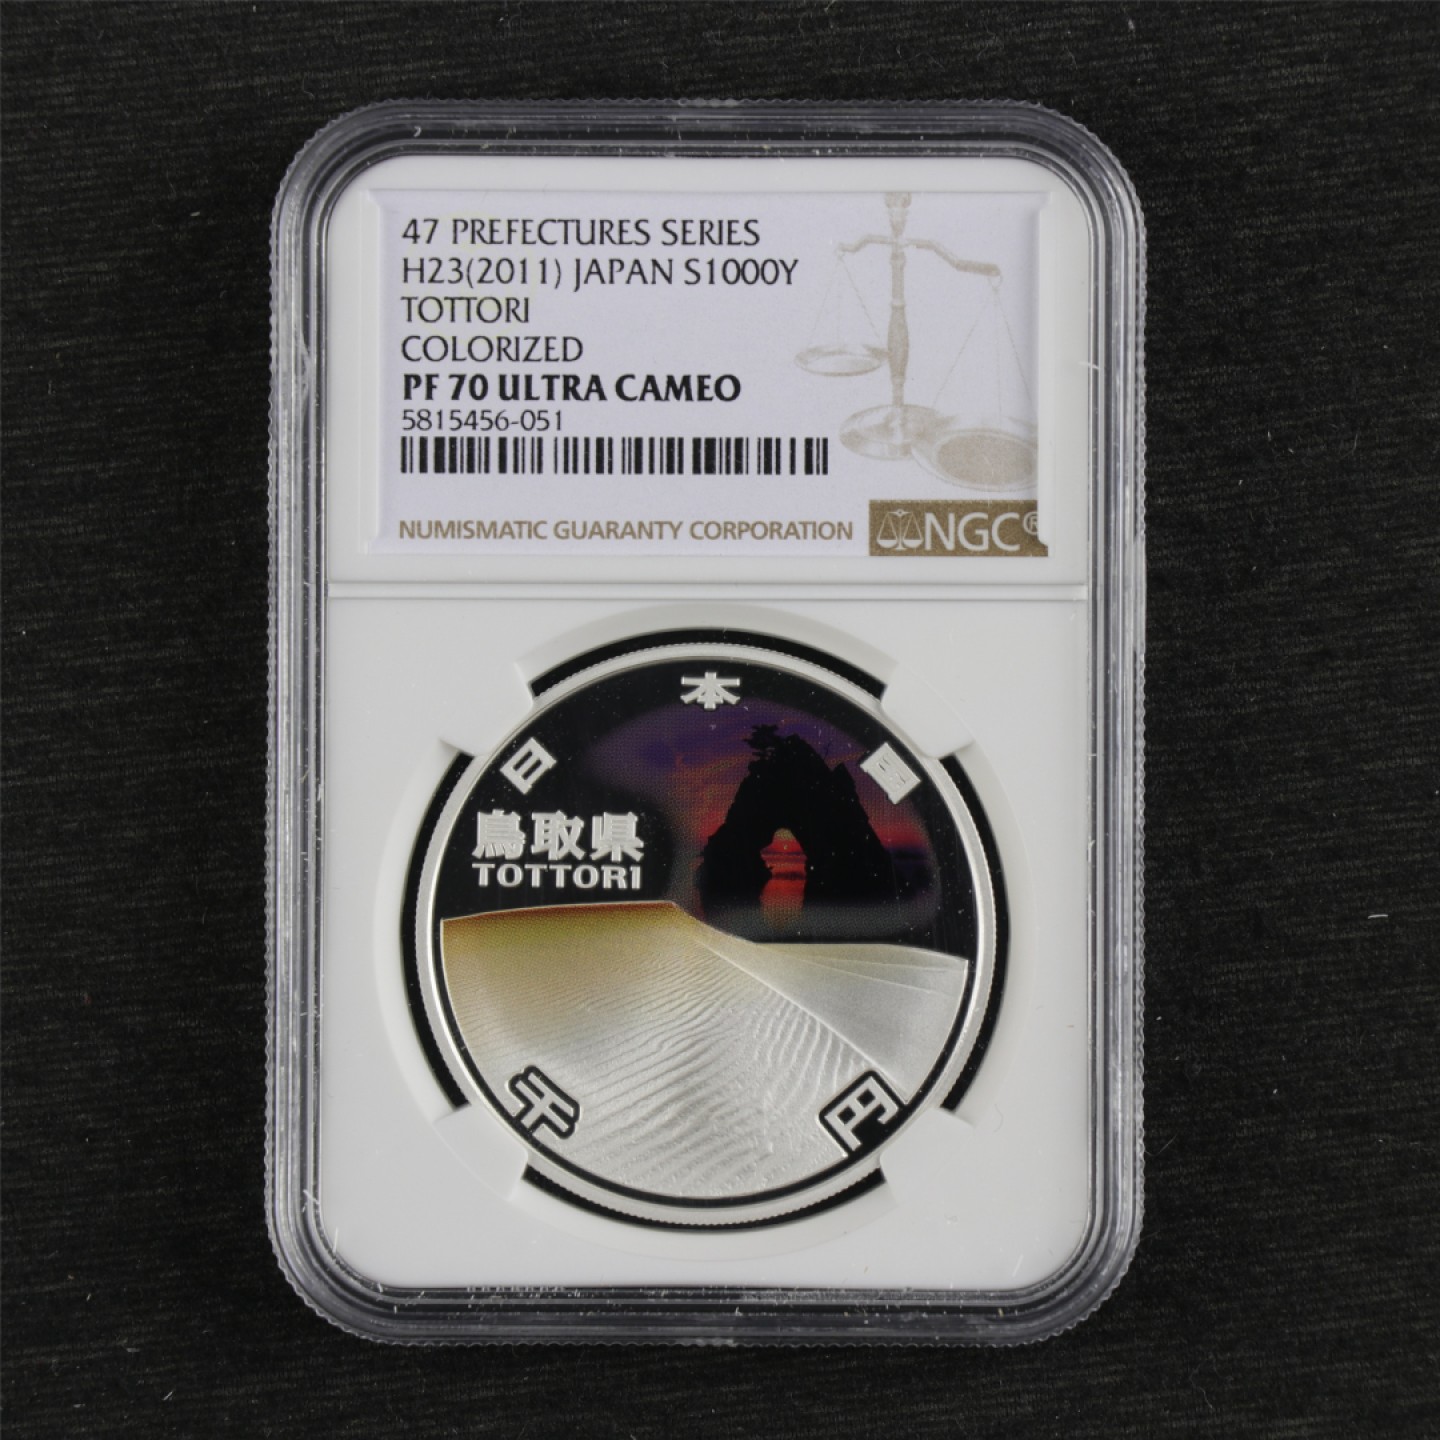 47 PREFECTURES SERIES
H23(2011) JAPAN S1000Y
TOTTORI
COLORIZED
PF 70 ULTRA CAMEO
5815456-051
NUMISMATIC GUARANTY CORPORATION
NGC®
日本国
鳥取県
TOTTORI
千円